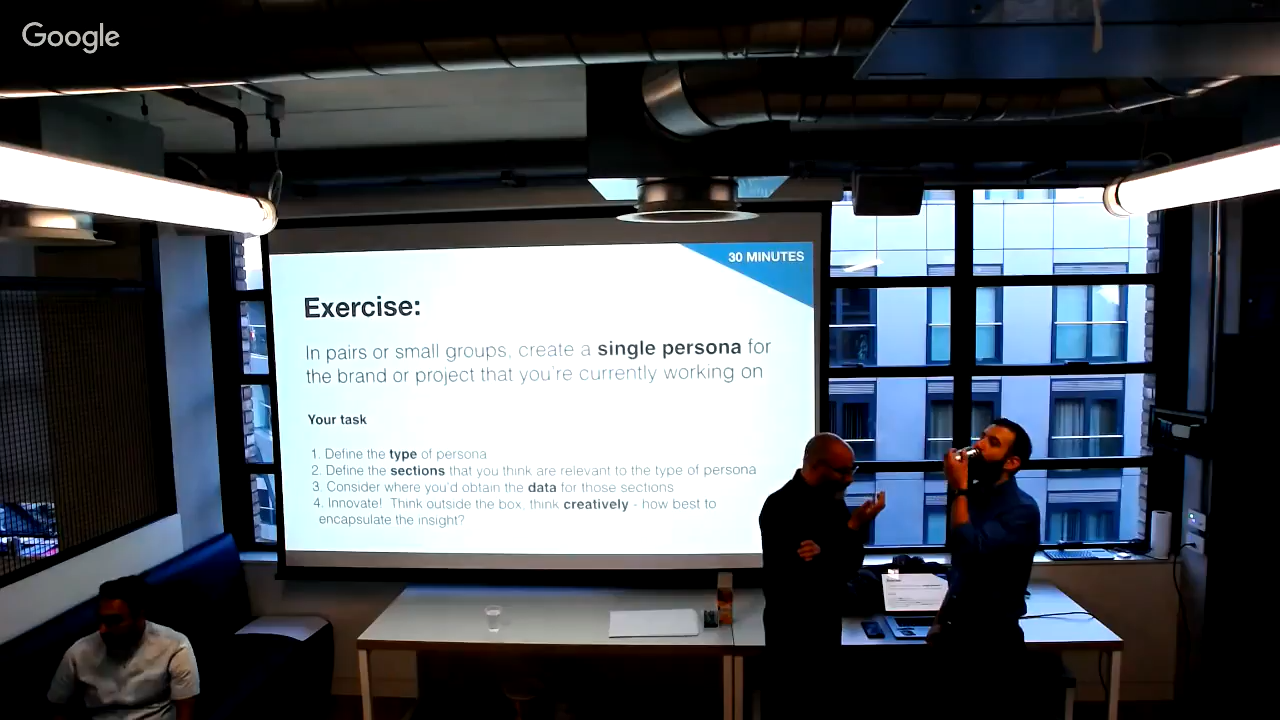 Google
30 MINUTES
Exercise:
In pairs or small groups, create a single persona for
the brand or project that you're currently working on
Your task
1. Define the type of persona
2. Define the sections that you think are relevant to the type of persona
3 Consider where you'd obtain the data for those sections
4. Innovate! Think outside the box, think creatively - how best to
encapsulate the insight?